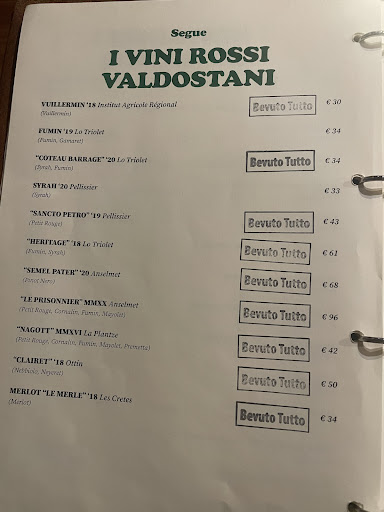 Segue
I VINI ROSSI
VALDOSTANI
VUILLERMIN '18 Institut Agricole Régional Bevuto Tutto € 30
(Vuillermin)
FUMIN '19 Lo Triolet € 34
(Fumin, Gamaret)
"COTEAU BARRAGE" '20 Lo Triolet Bevuto Tutto € 34
(Syrah, Fumin)
SYRAH '20 Pellissier € 33
(Syrah)
"SANCTO PETRO" '19 Pellissier Bevuto Tutto € 43
(Petit Rouge)
"HERITAGE" '18 Lo Triolet Bevuto Tutto € 61
(Fumin, Syrah)
"SEMEL PATER" '20 Anselmet Bevuto Tutto € 68
(Pinot Nero)
"LE PRISONNIER" MMXX Anselmet Bevuto Tutto € 96
(Petit Rouge, Cornalin, Fumin, Mayolet)
"NAGOTT" MMXVI La Plantze Bevuto Tutto € 42
(Petit Rouge, Cornalin, Fumin, Mayolet, Premetta)
"CLAIRET" '18 Ottin Bevuto Tutto € 50
(Nebbiolo, Neyret)
MERLOT "LE MERLE" '18 Les Cretes Bevuto Tutto € 34
(Merlot)